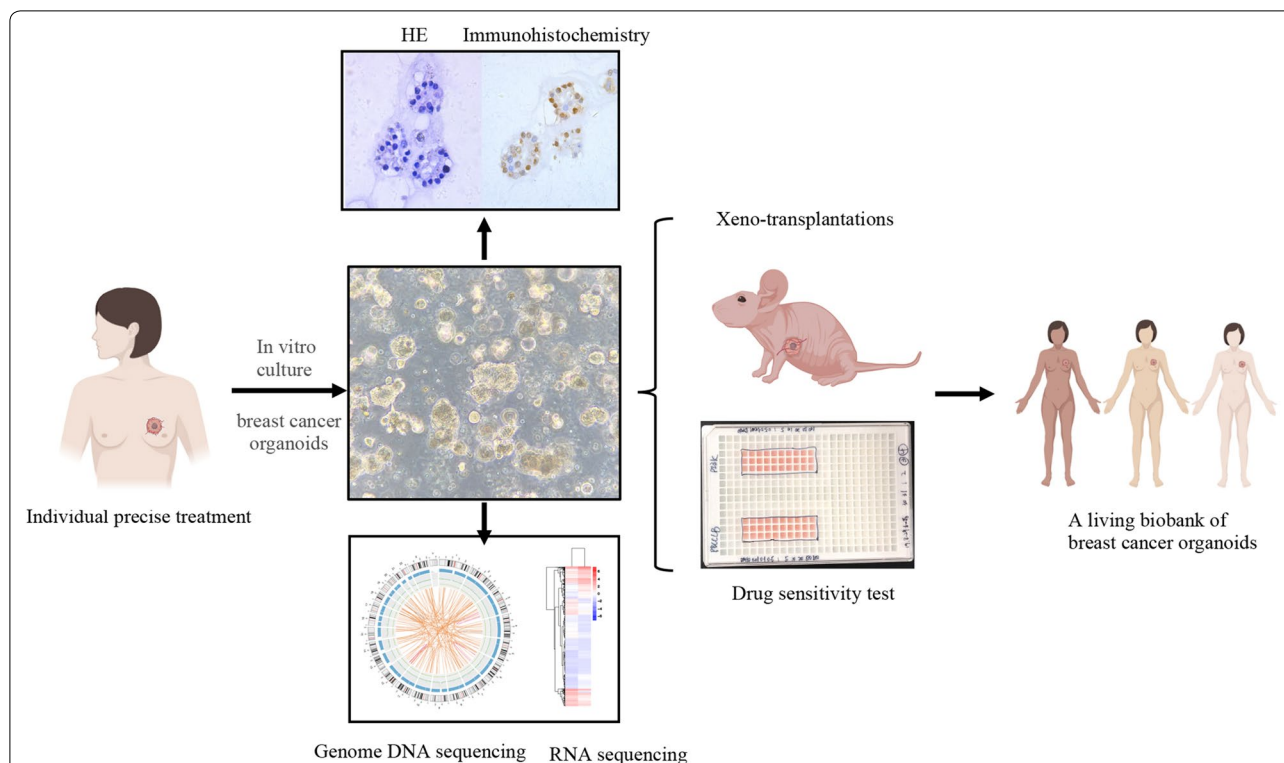 HE
Immunohistochemistry
Xeno-transplantations
In vitro
culture
breast cancer
organoids
Individual precise treatment
A living biobank of
breast cancer organoids
Drug sensitivity test
Genome DNA sequencing
RNA sequencing